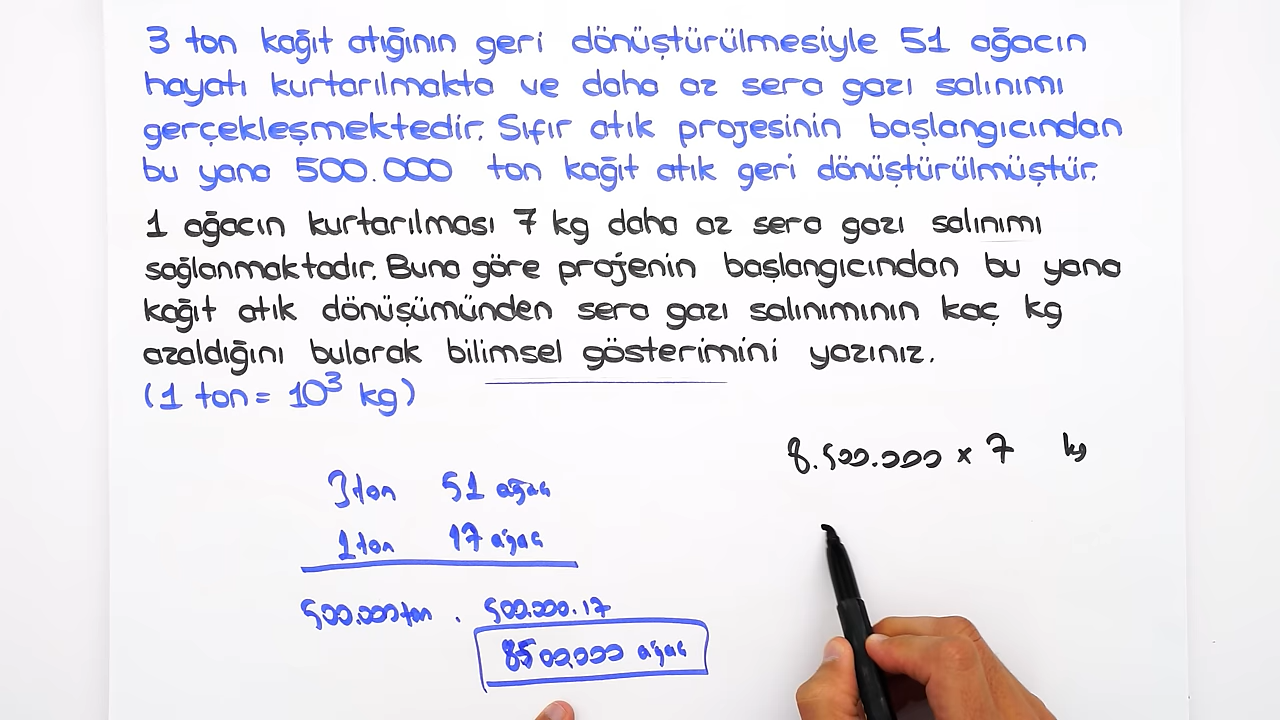 3 ton kağıt atığının geri dönüştürülmesiyle 51 ağacın
hayatı kurtarılmakta ve daha az sera gazı salınımı
gerçekleşmektedir. Sıfır atık projesinin başlangıcından
bu yana 500.000 ton kağıt atık geri dönüştürülmüştür.
1 ağacın kurtarılması 7 kg daha az sera gazı salınımı
sağlanmaktadır. Buna göre projenin başlangıcından bu yana
kağıt atık dönüşümünden sera gazı salınımının kaç kg
azaldığını bularak bilimsel gösterimini yazınız.
(1 ton = 10³ kg)
8.500.000 x 7 kg
3 ton 51 ağaç
1 ton 17 ağaç
500.000 ton . 500.000.17
8500.000 ağaç